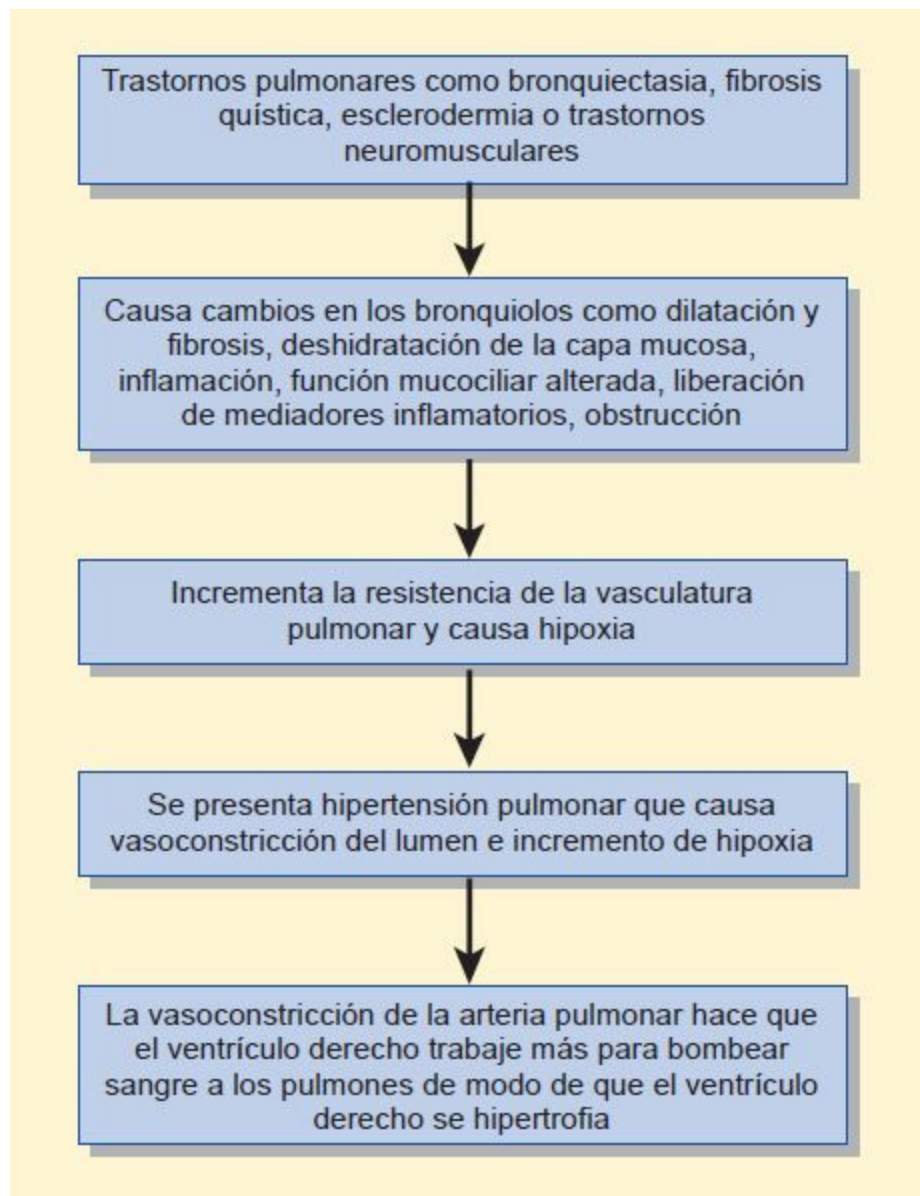 Trastornos pulmonares como bronquiectasia, fibrosis
quística, esclerodermia o trastornos
neuromusculares
Causa cambios en los bronquiolos como dilatación y
fibrosis, deshidratación de la capa mucosa,
inflamación, función mucociliar alterada, liberación
de mediadores inflamatorios, obstrucción
Incrementa la resistencia de la vasculatura
pulmonar y causa hipoxia
Se presenta hipertensión pulmonar que causa
vasoconstricción del lumen e incremento de hipoxia
La vasoconstricción de la arteria pulmonar hace que
el ventrículo derecho trabaje más para bombear
sangre a los pulmones de modo de que el ventrículo
derecho se hipertrofia